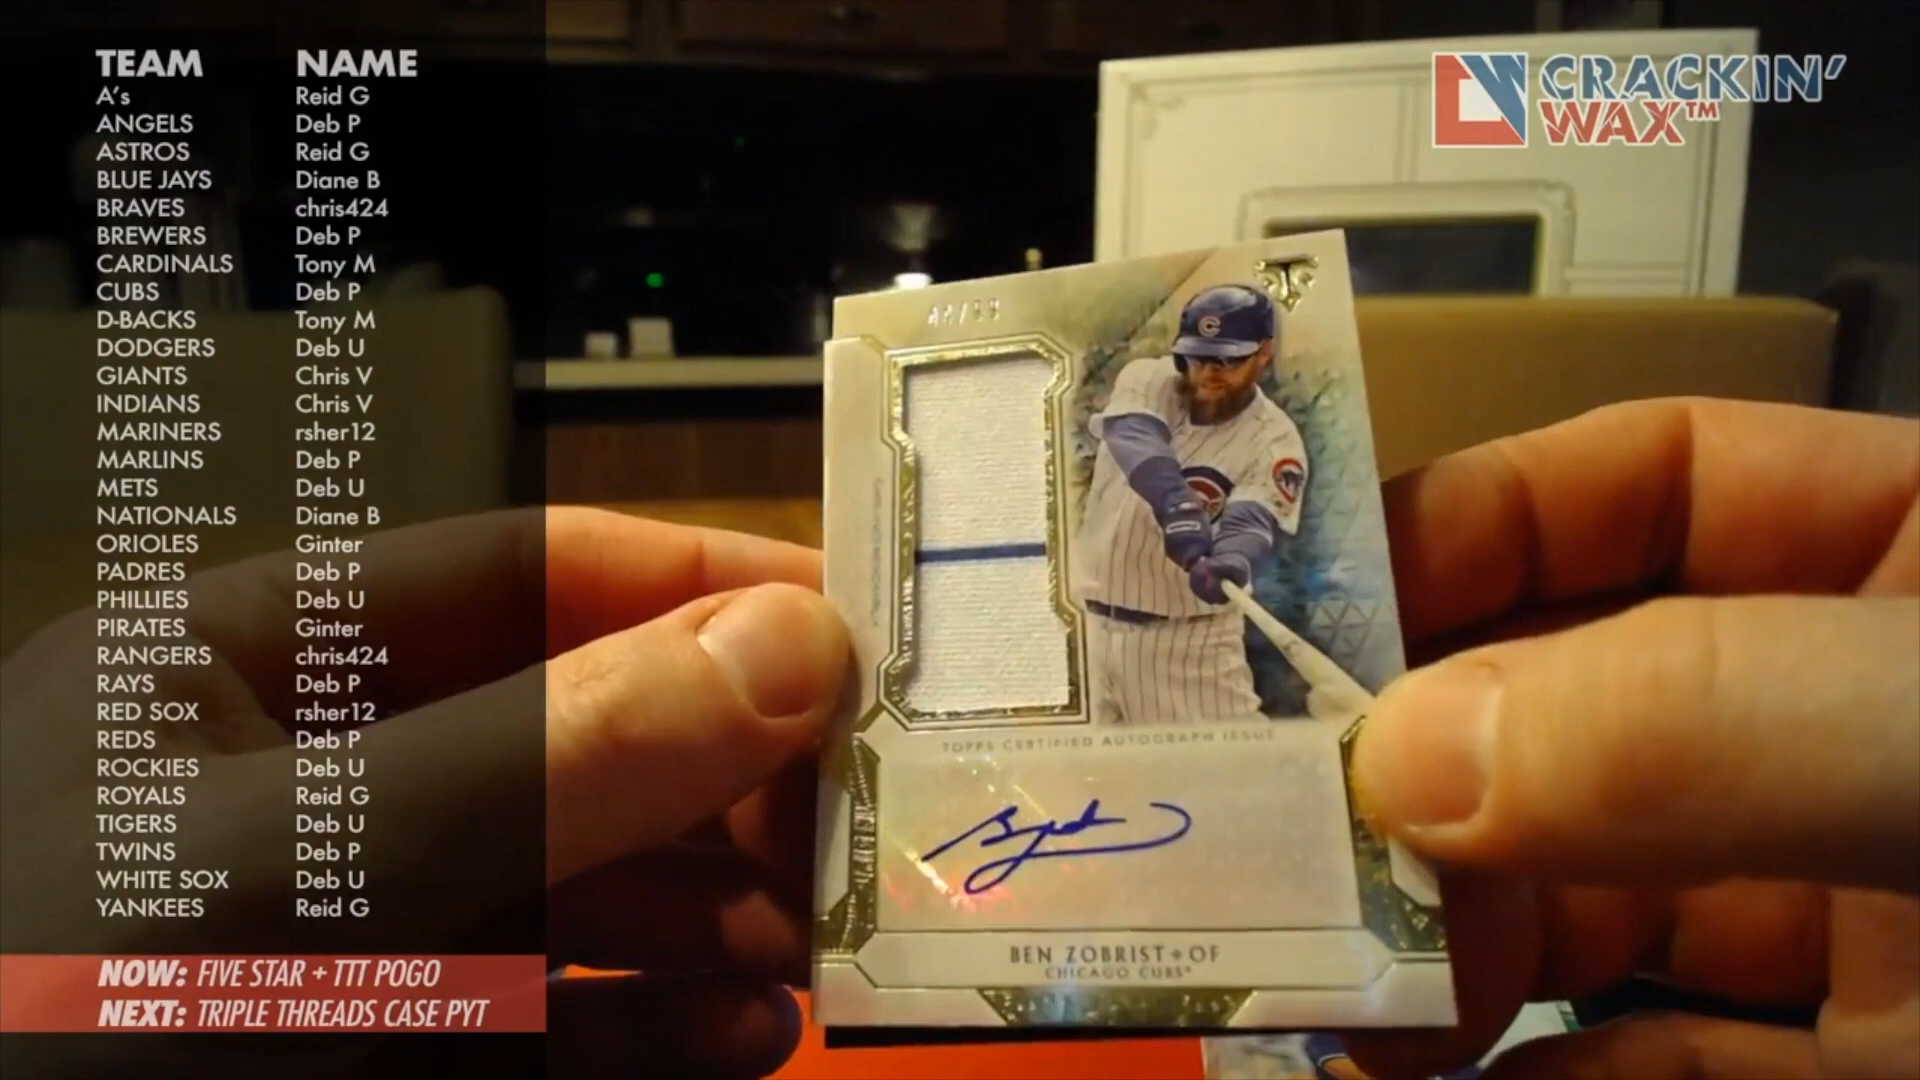 TEAM NAME
A's Reid G
ANGELS Deb P
ASTROS Reid G
BLUE JAYS Diane B
BRAVES chris424
BREWERS Deb P
CARDINALS Tony M
CUBS Deb P
D-BACKS Tony M
DODGERS Deb U
GIANTS Chris V
INDIANS Chris V
MARINERS rsher12
MARLINS Deb P
METS Deb U
NATIONALS Diane B
ORIOLES Ginter
PADRES Deb P
PHILLIES Deb U
PIRATES Ginter
RANGERS chris424
RAYS Deb P
RED SOX rsher12
REDS Deb P
ROCKIES Deb U
ROYALS Reid G
TIGERS Deb U
TWINS Deb P
WHITE SOX Deb U
YANKEES Reid G
NOW: FIVE STAR + TTT POGO
NEXT: TRIPLE THREADS CASE PYT
CRACKIN'
WAX™
C
TOPPS CERTIFIED AUTOGRAPH ISSUE
BEN ZOBRIST OF
CHICAGO CUBS®